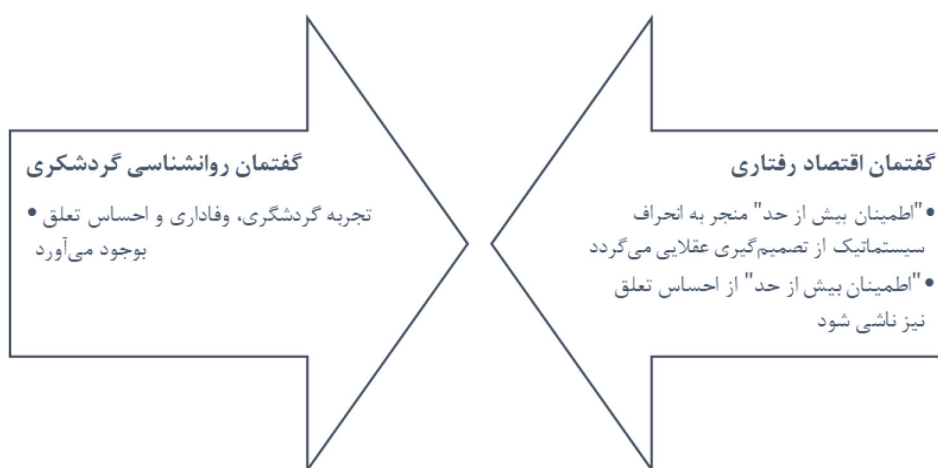 گفتمان اقتصاد رفتاری
•"اطمینان بیش از حد" منجر به انحراف
سیستماتیک از تصمیم‌گیری عقلایی می‌گردد
•"اطمینان بیش از حد" از احساس تعلق
نیز ناشی شود
گفتمان روانشناسی گردشکری
تجربه گردشگری، وفاداری و احساس تعلق •
بوجود می‌آورد